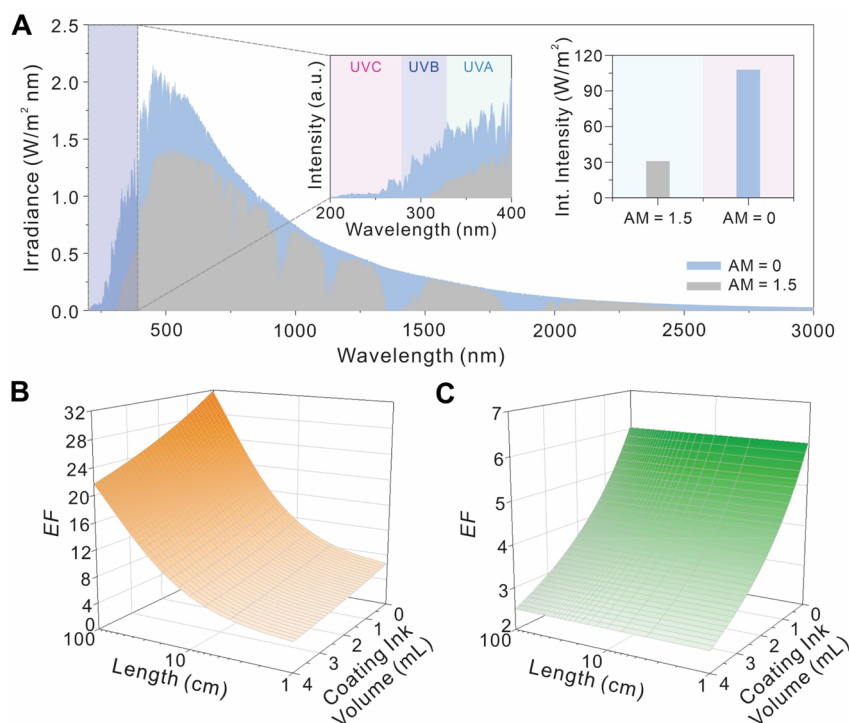 A
Irradiance (W/m² nm)
2.5
2.0
1.5
1.0
0.5
0.0
500
1000
1500
2000
2500
3000
Wavelength (nm)
Intensity (a.u.)
UVC
UVB
UVA
200
300
400
Wavelength (nm)
Int. Intensity (W/m²)
120
90
60
30
0
AM = 1.5
AM = 0
AM = 0
AM = 1.5
B
EF
32
28
24
20
16
12
8
4
0
100
10
1
Length (cm)
4
3
2
1
0
Coating Ink
Volume (mL)
C
EF
7
6
5
4
3
2
100
10
1
Length (cm)
4
3
2
1
0
Coating Ink
Volume (mL)